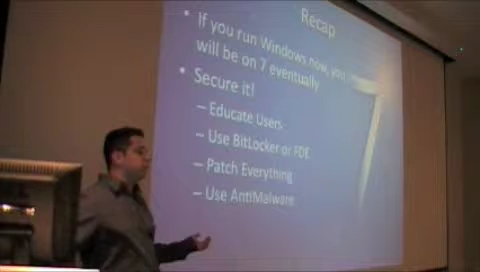 Recap
• If you run Windows now, you
will be on 7 eventually
• Secure it!
– Educate Users
– Use BitLocker or FDE
– Patch Everything
– Use AntiMalware